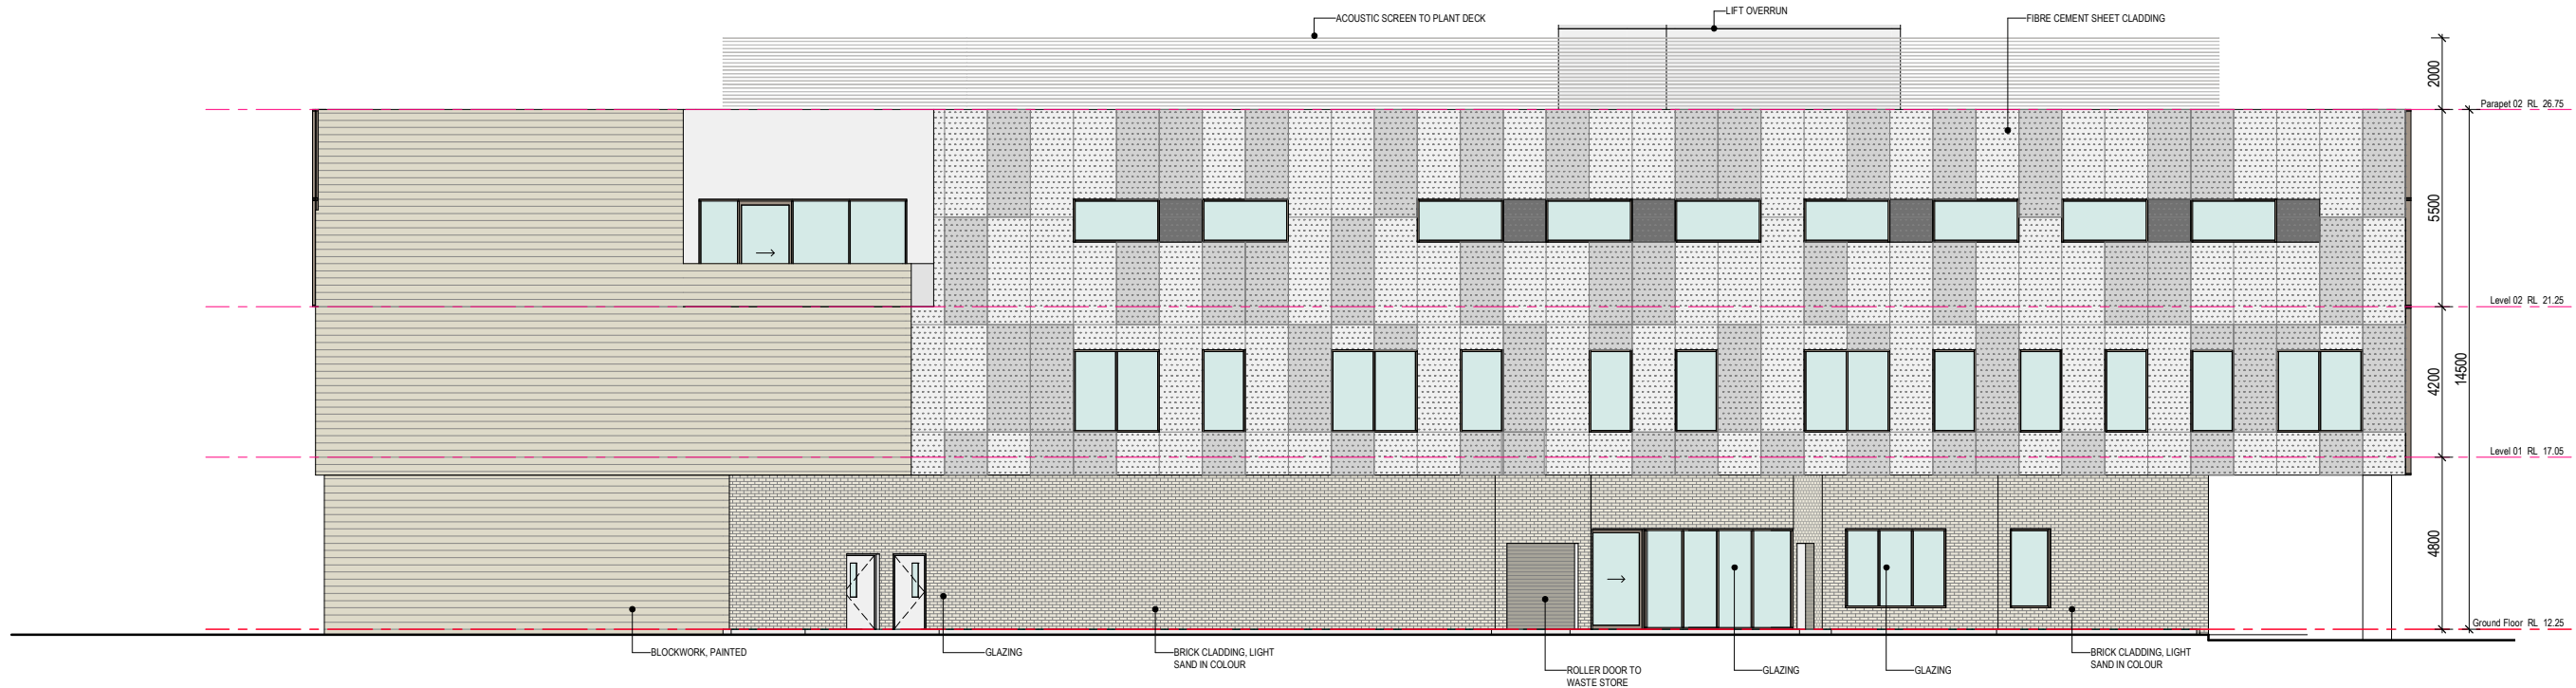 ACOUSTIC SCREEN TO PLANT DECK
LIFT OVERRUN
FIBRE CEMENT SHEET CLADDING
2000
Parapet 02 RL 26.75
5500
Level 02 RL 21.25
4200
14500
Level 01 RL 17.05
4800
Ground Floor RL 12.25
BLOCKWORK, PAINTED
GLAZING
BRICK CLADDING, LIGHT
SAND IN COLOUR
ROLLER DOOR TO
WASTE STORE
GLAZING
GLAZING
BRICK CLADDING, LIGHT
SAND IN COLOUR